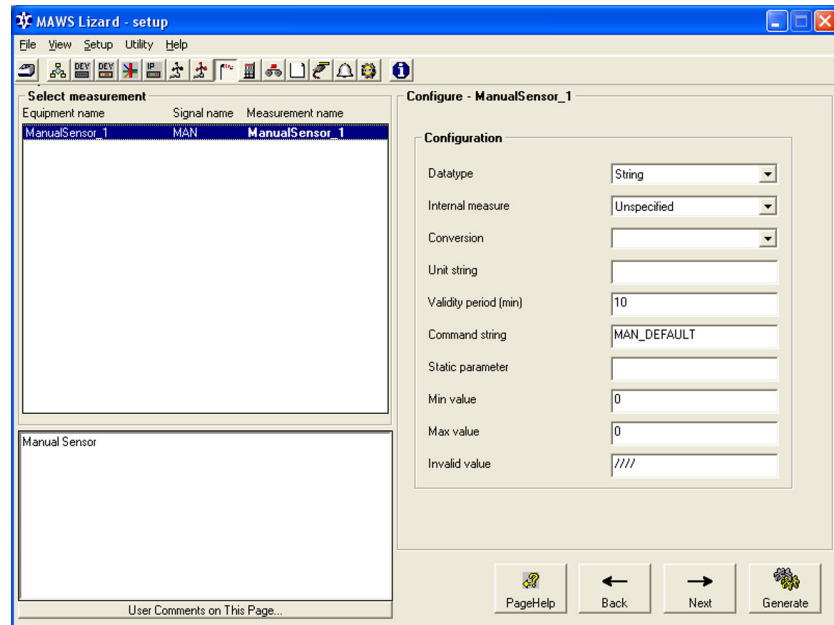 MAWS Lizard - setup
File View Setup Utility Help
DEV DEV IP
Select measurement
Equipment name Signal name Measurement name
ManualSensor_1 MAN ManualSensor_1
Manual Sensor
User Comments on This Page...
Configure - ManualSensor_1
Configuration
Datatype String
Internal measure Unspecified
Conversion
Unit string
Validity period (min) 10
Command string MAN_DEFAULT
Static parameter
Min value 0
Max value 0
Invalid value ////
PageHelp Back Next Generate